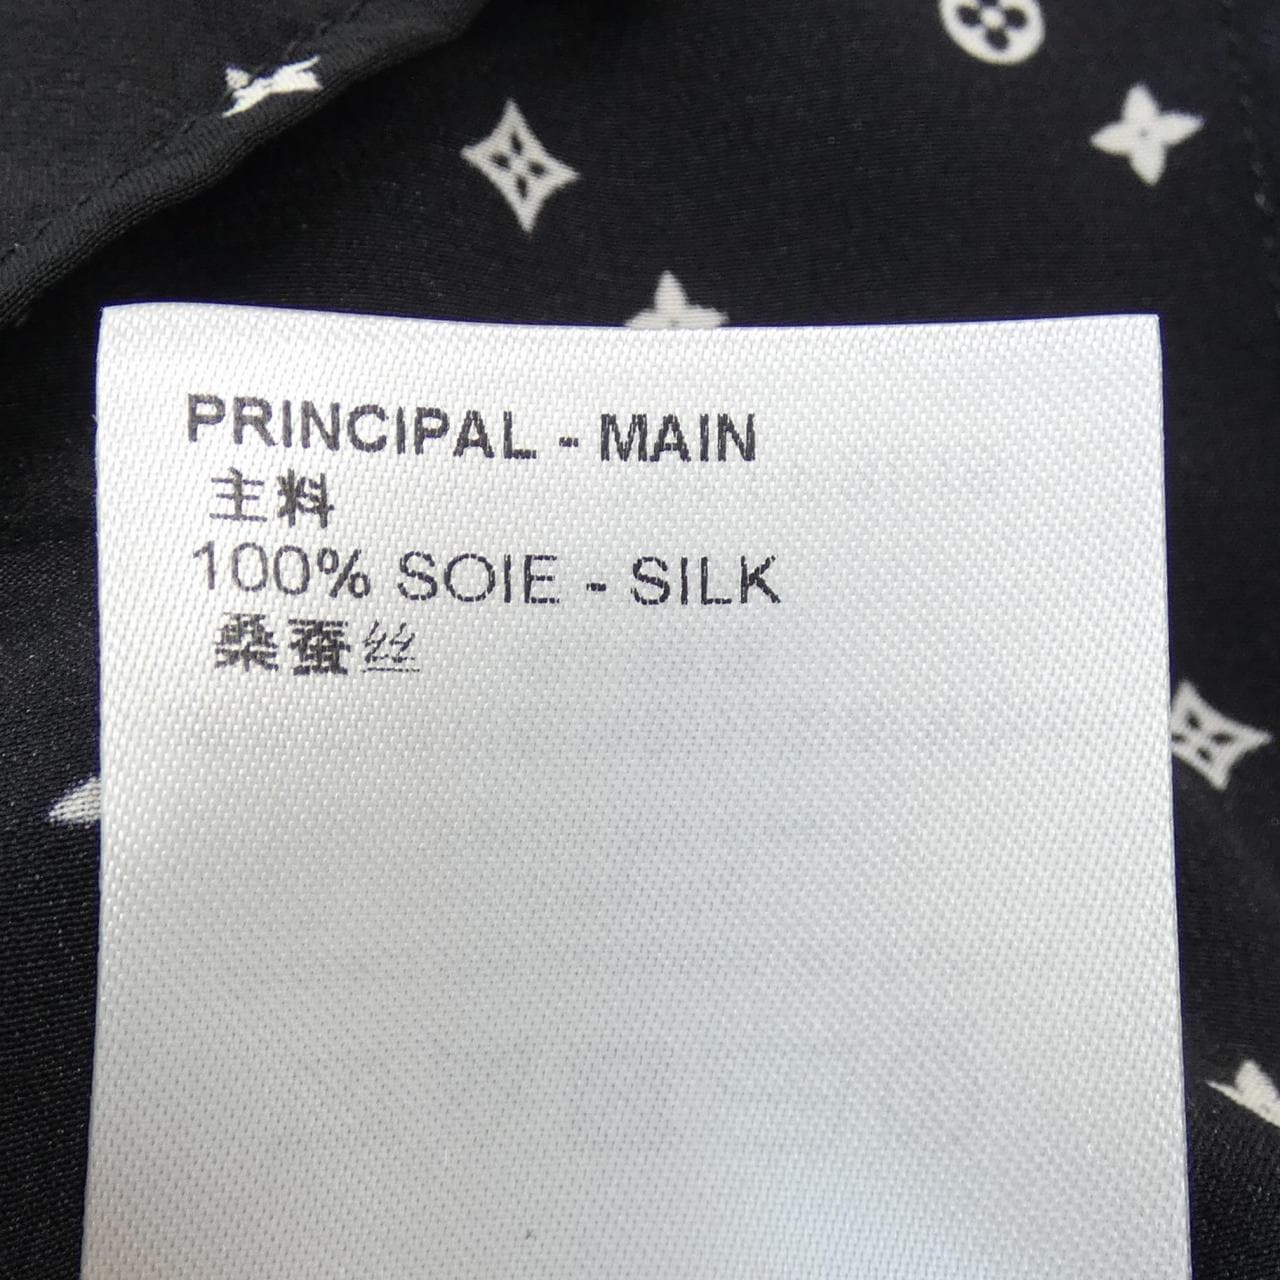 PRINCIPAL - MAIN
主料
100% SOIE - SILK
桑蚕丝